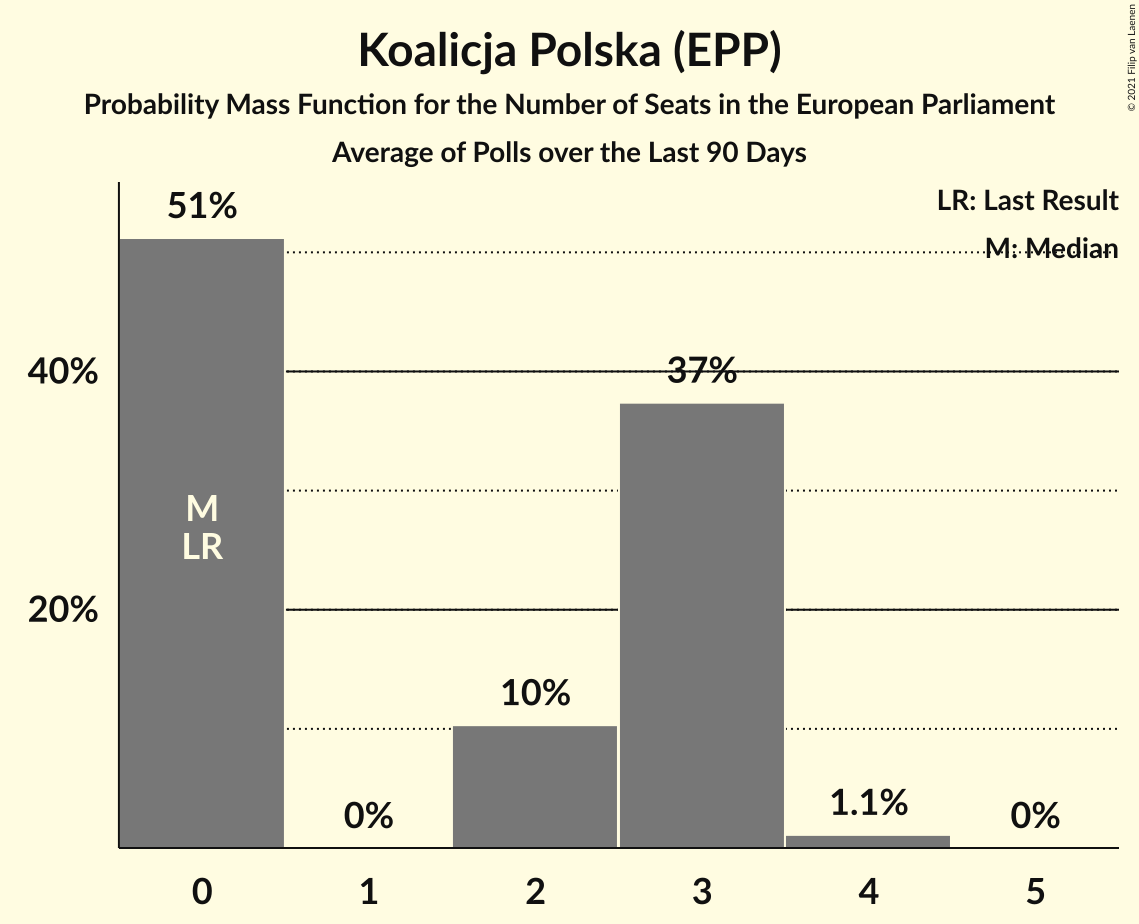 Koalicja Polska (EPP)
Probability Mass Function for the Number of Seats in the European Parliament
Average of Polls over the Last 90 Days
© 2021 Filip van Laenen
LR: Last Result
M: Median
51%
40%
37%
M
LR
20%
10%
0%
1.1%
0%
0 1 2 3 4 5